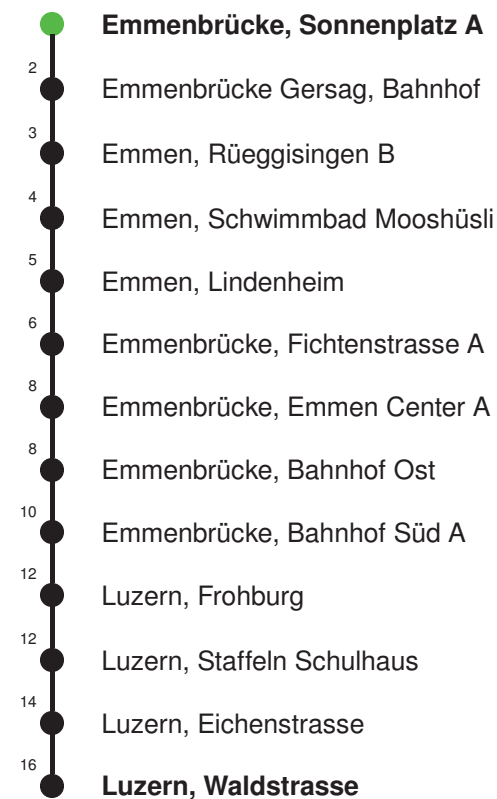 Emmenbrücke, Sonnenplatz A
2 Emmenbrücke Gersag, Bahnhof
3 Emmen, Rüeggisingen B
4 Emmen, Schwimmbad Mooshüsli
5 Emmen, Lindenheim
6 Emmenbrücke, Fichtenstrasse A
8 Emmenbrücke, Emmen Center A
8 Emmenbrücke, Bahnhof Ost
10 Emmenbrücke, Bahnhof Süd A
12 Luzern, Frohburg
12 Luzern, Staffeln Schulhaus
14 Luzern, Eichenstrasse
16 Luzern, Waldstrasse